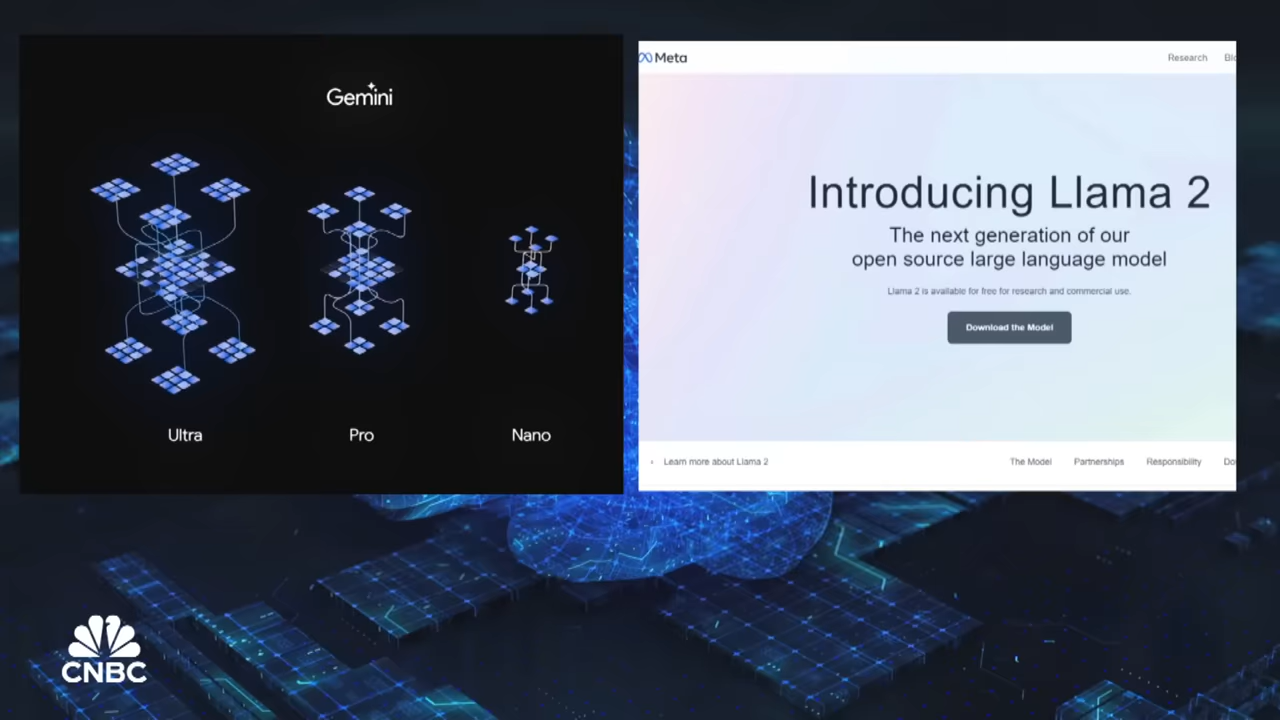 Gemini
Ultra
Pro
Nano
Meta
Research
Introducing Llama 2
The next generation of our
open source large language model
Llama 2 is available for free for research and commercial use.
Download the Model
Learn more about Llama 2
The Model
Partnerships
Responsibility
CNBC